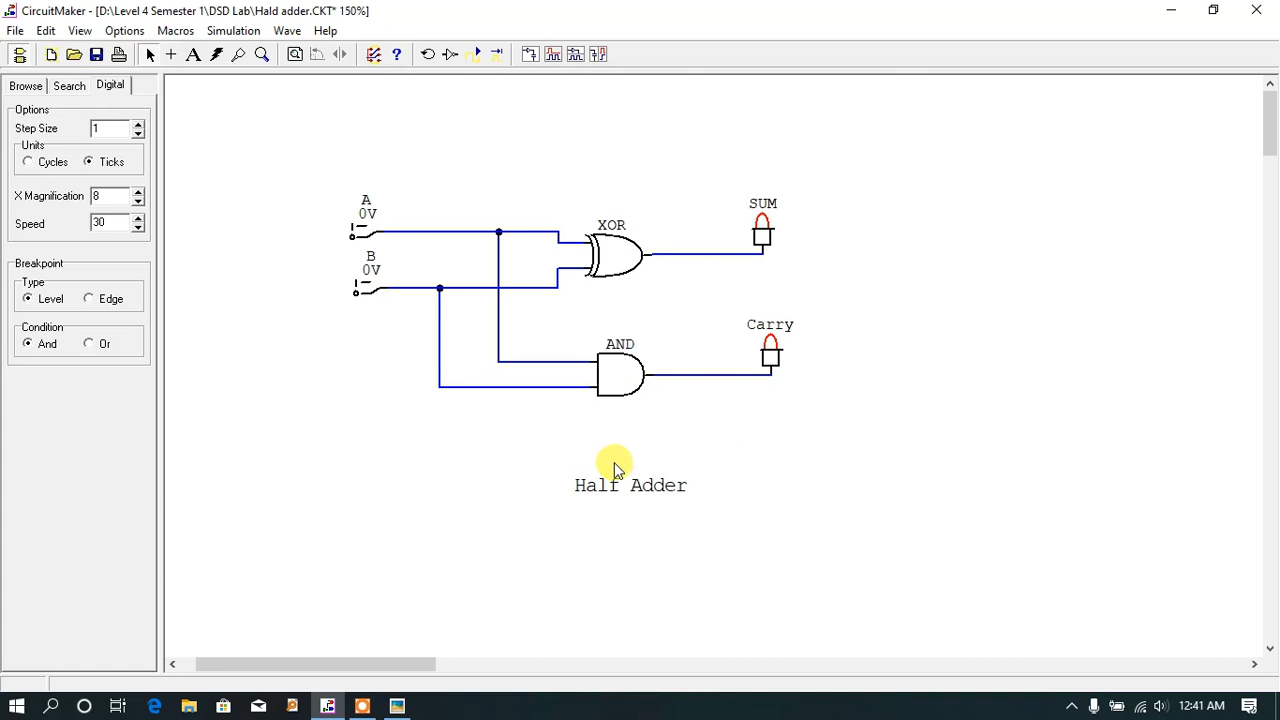 CircuitMaker - [D:\Level 4 Semester 1\DSD Lab\Hald adder.CKT* 150%]
File Edit View Options Macros Simulation Wave Help
A ?
Browse Search Digital
Options
Step Size 1
Units
Cycles Ticks
X Magnification 8
Speed 30
Breakpoint
Type
Level Edge
Condition
And Or
A
0V
B
0V
XOR
SUM
AND
Carry
Half Adder
12:41 AM